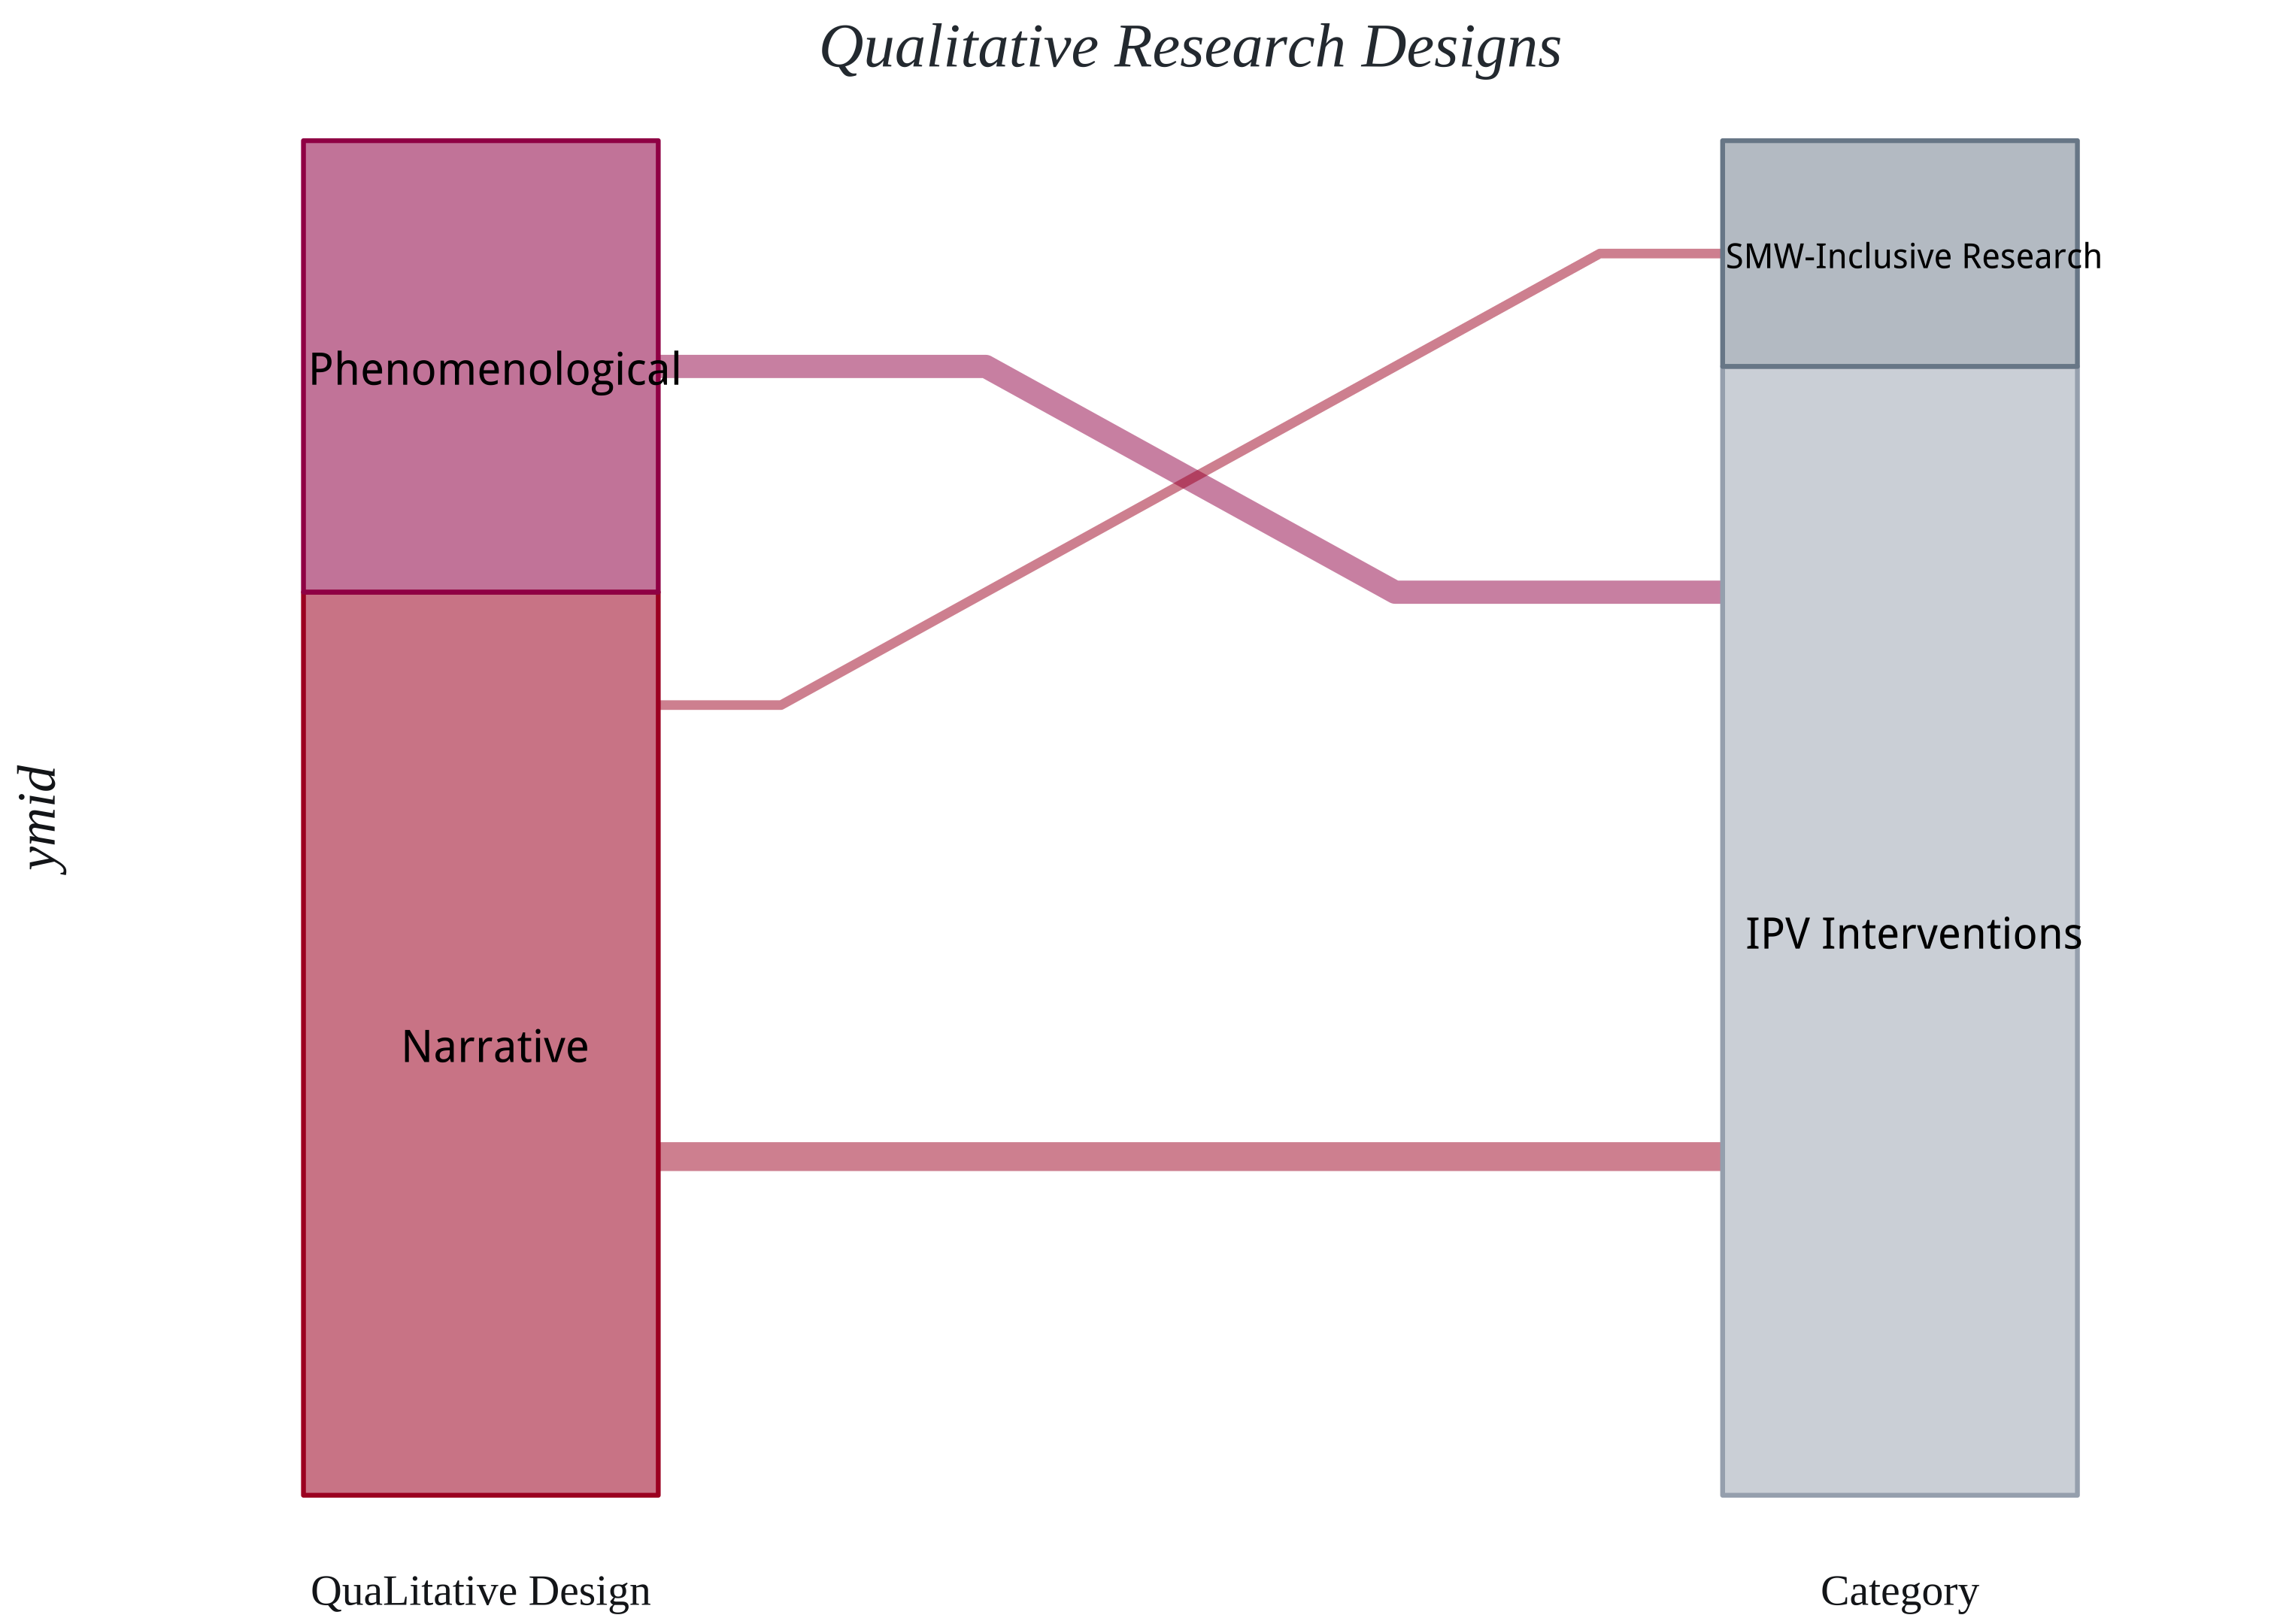 Qualitative Research Designs
Phenomenological
SMW-Inclusive Research
ymid
IPV Interventions
Narrative
QuaLitative Design
Category